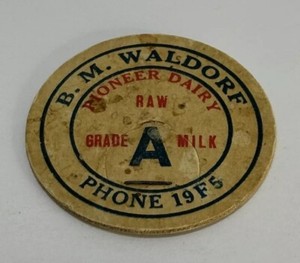 B. M. WALDORF
PIONEER DAIRY
RAW
GRADE A MILK
PHONE 19F5